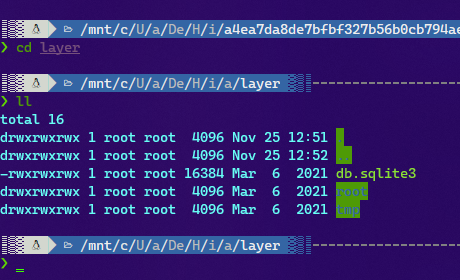 /mnt/c/U/a/De/H/i/a4ea7da8de7bfbf327b56b0cb794ae
❯ cd layer
/mnt/c/U/a/De/H/i/a/layer
❯ ll
total 16
drwxrwxrwx 1 root root  4096 Nov 25 12:51 .
drwxrwxrwx 1 root root  4096 Nov 25 12:52 ..
-rwxrwxrwx 1 root root 16384 Mar  6  2021 db.sqlite3
drwxrwxrwx 1 root root  4096 Mar  6  2021 root
drwxrwxrwx 1 root root  4096 Mar  6  2021 tmp
/mnt/c/U/a/De/H/i/a/layer
❯ _